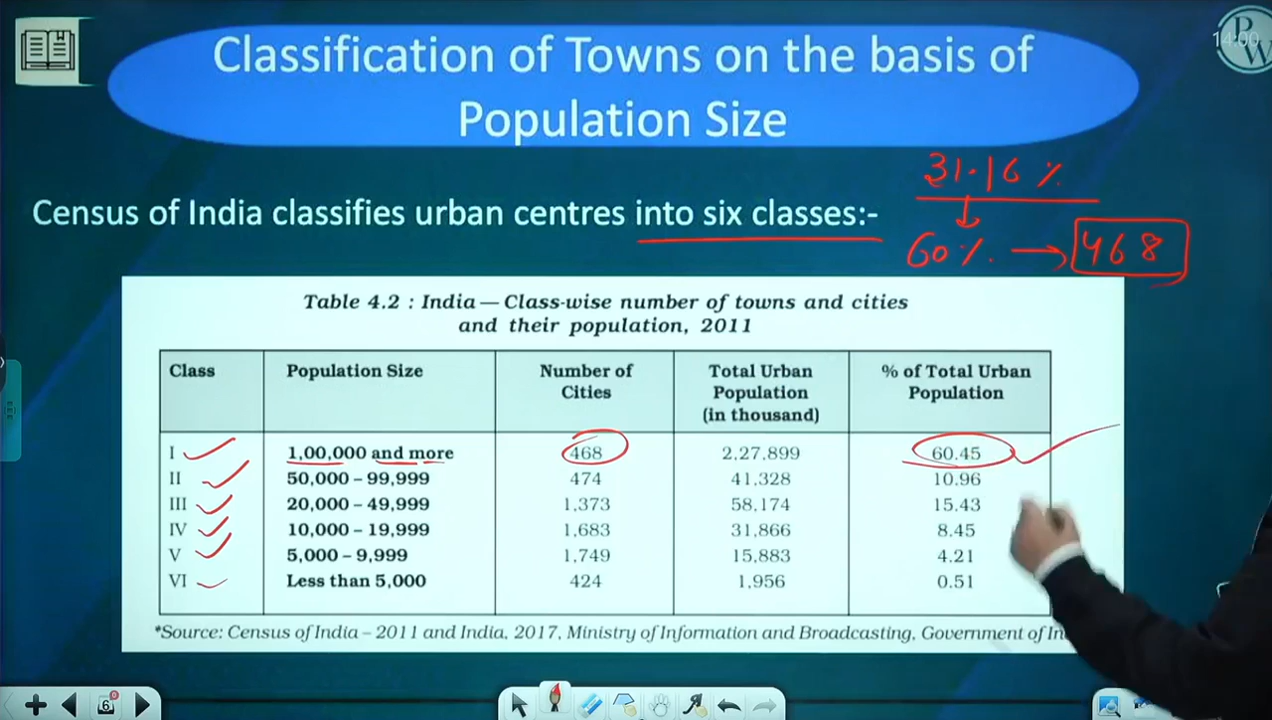 Classification of Towns on the basis of
Population Size
14:00
P
W
31.16 %
Census of India classifies urban centres into six classes:-
60% → 468
Table 4.2 : India — Class-wise number of towns and cities
and their population, 2011
Class Population Size Number of Cities Total Urban Population (in thousand) % of Total Urban Population
I 1,00,000 and more 468 2,27,899 60.45
II 50,000 – 99,999 474 41,328 10.96
III 20,000 – 49,999 1,373 58,174 15.43
IV 10,000 – 19,999 1,683 31,866 8.45
V 5,000 – 9,999 1,749 15,883 4.21
VI Less than 5,000 424 1,956 0.51
*Source: Census of India – 2011 and India, 2017, Ministry of Information and Broadcasting, Government of
6